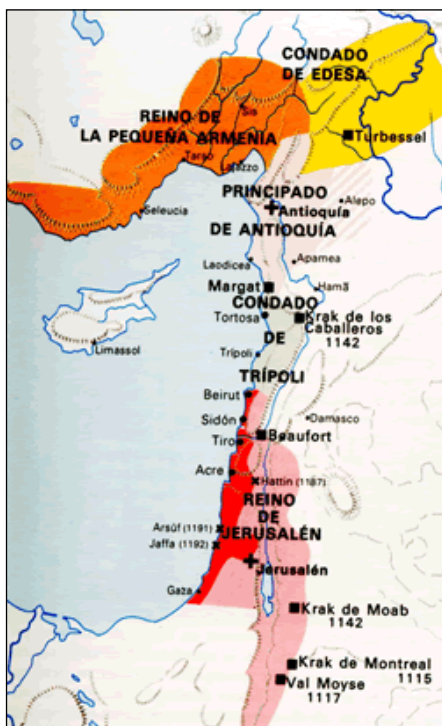 CONDADO
DE EDESA
REINO DE
LA PEQUEÑA ARMENIA
Sis
Turbessel
Tarso
Lajazzo
PRINCIPADO
Antioquía
Alepo
Seleucia
DE ANTIOQUÍA
Laodicea
Apamea
Margat
Hamā
CONDADO
Tortosa
Krak de los
Caballeros
1142
DE
Limassol
Trípoli
TRÍPOLI
Beirut
Sidón
Damasco
Tiro
Beaufort
Acre
Hattin (1187)
REINO
DE
JERUSALÉN
Arsūf (1191)
Jaffa (1192)
Jerusalén
Gaza
Krak de Moab
1142
Krak de Montreal
1115
Val Moyse
1117